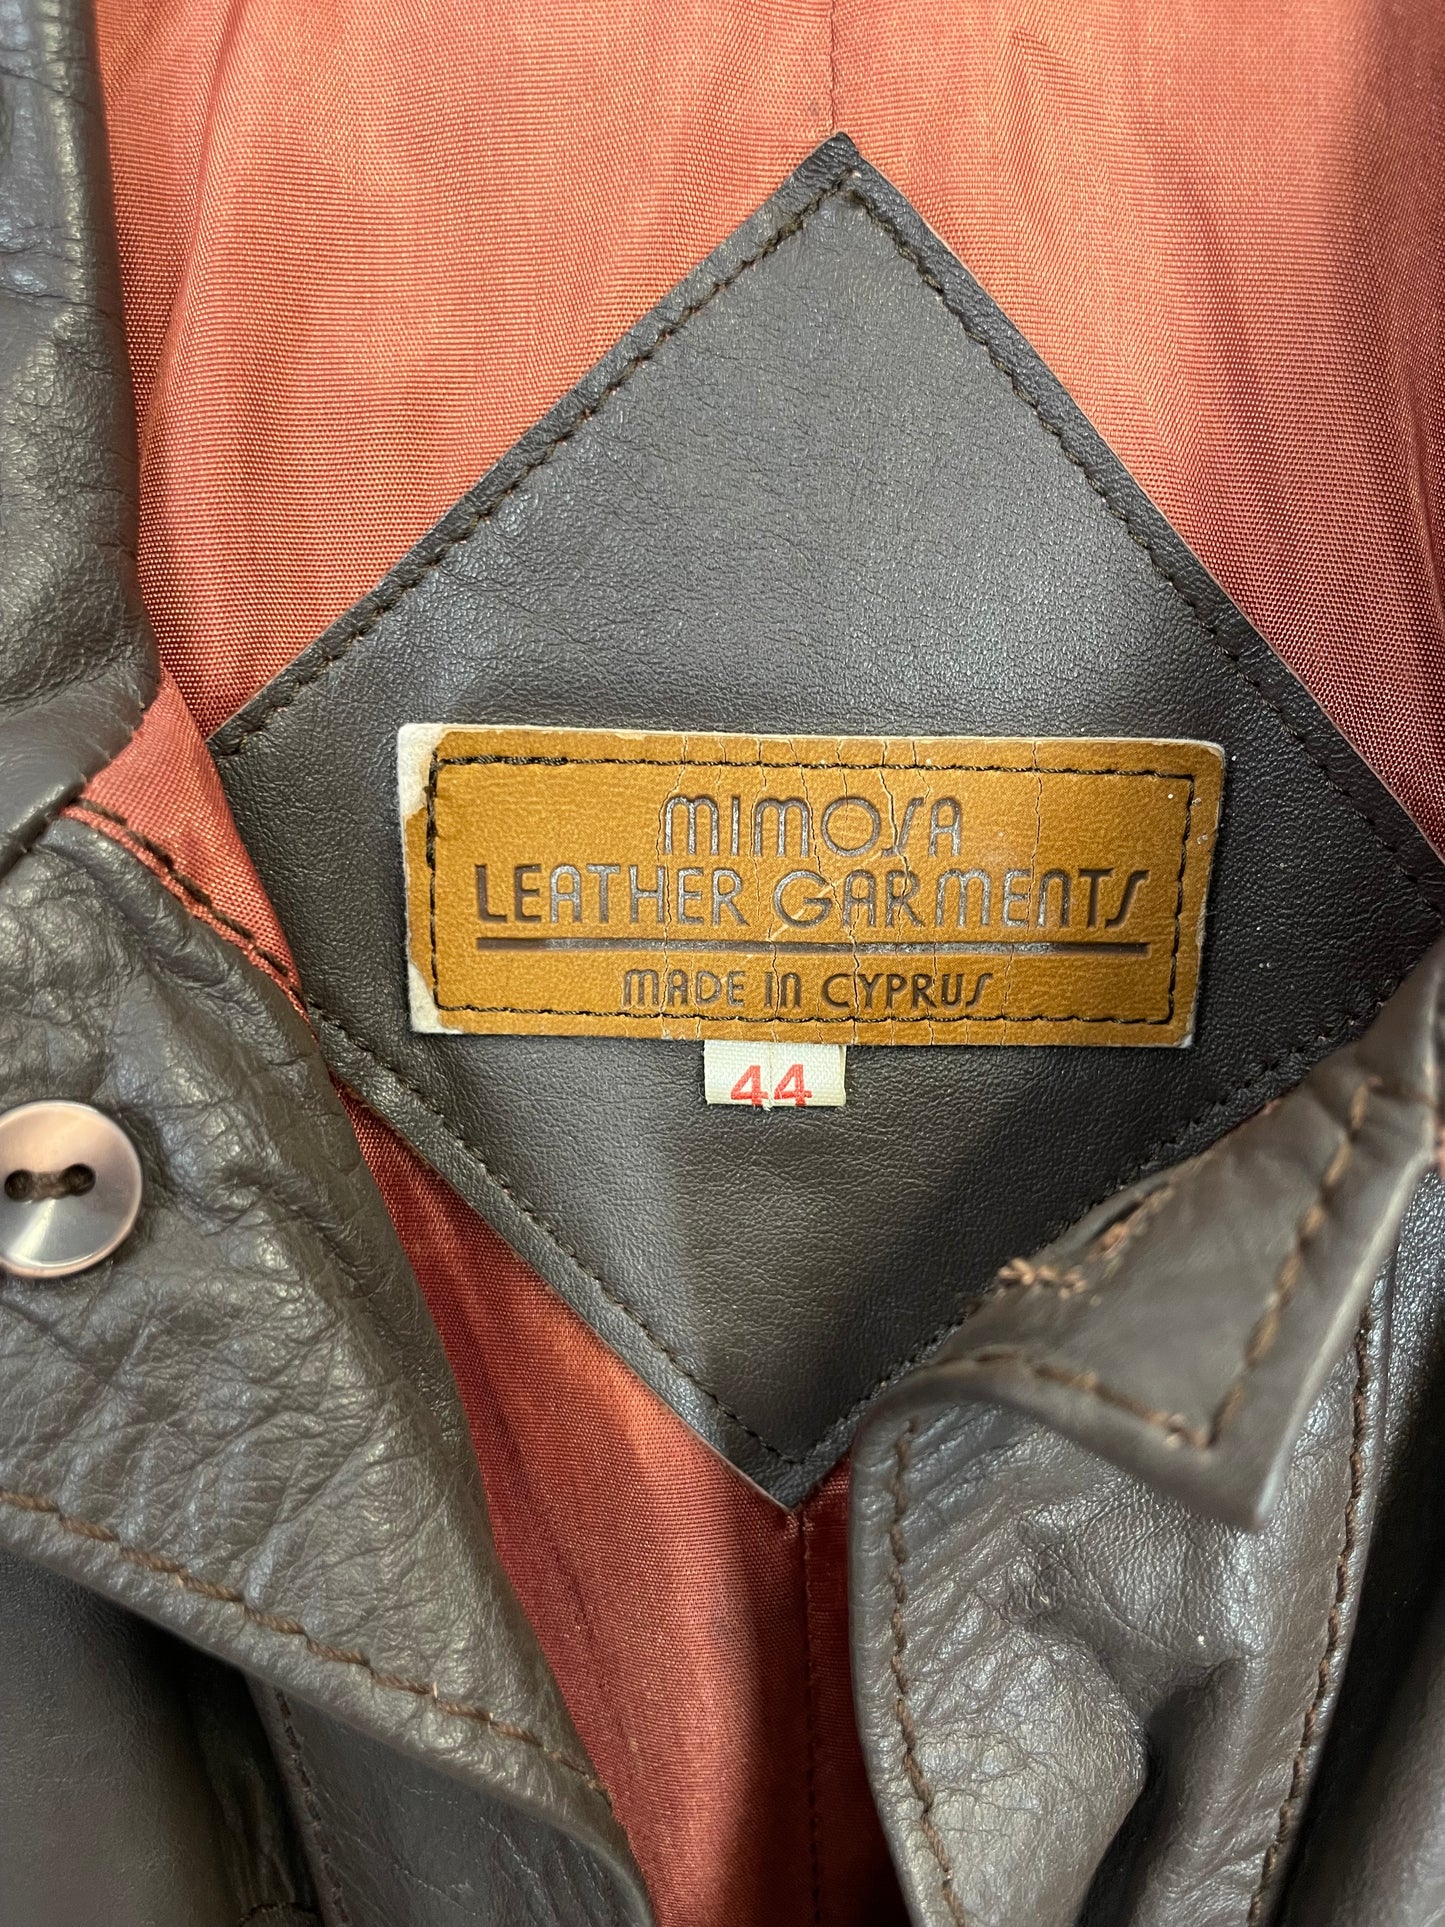 MIMOSA
LEATHER GARMENTS
MADE IN CYPRUS
44